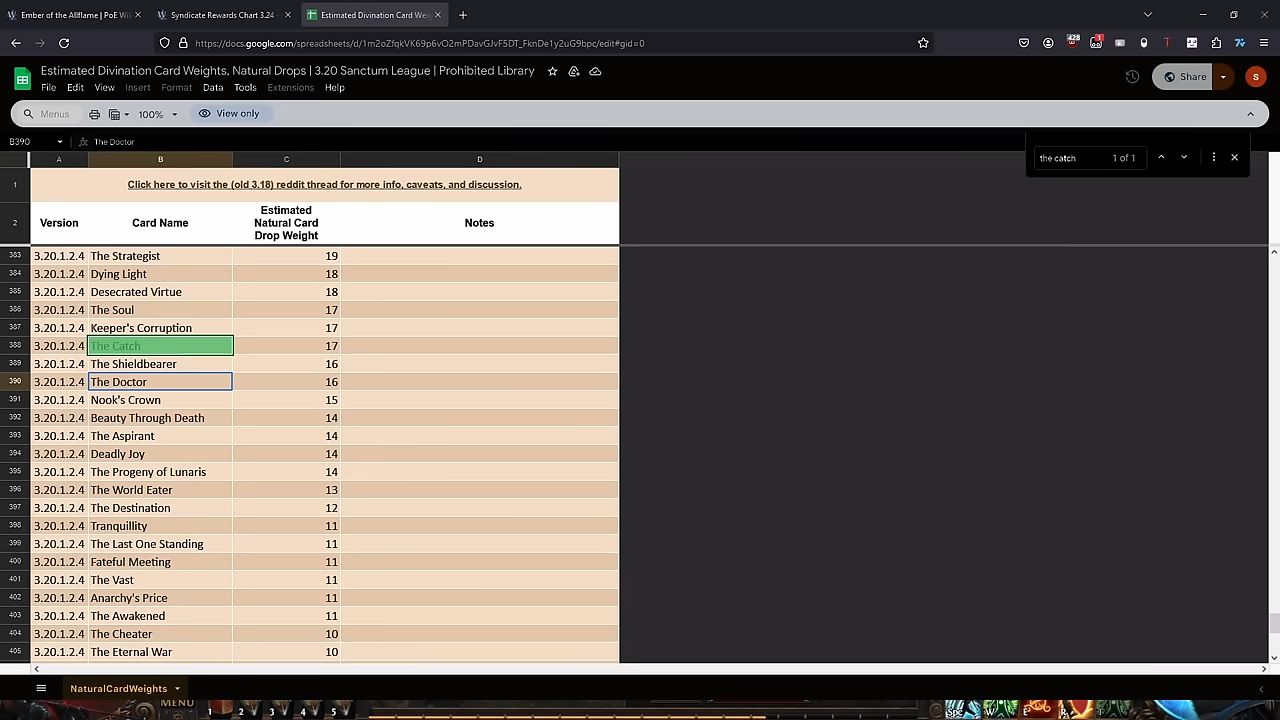 Ember of the Allflame | PoE Wi
Syndicate Rewards Chart 3.24
Estimated Divination Card We
https://docs.google.com/spreadsheets/d/1m2oZfqkVK69p6vO2mPDavGJvF5DT_FknDe1y2uG9bpc/edit#gid=0
428
1
Estimated Divination Card Weights, Natural Drops | 3.20 Sanctum League | Prohibited Library
Share
S
File Edit View Insert Format Data Tools Extensions Help
Menus 100% View only
B390 fx The Doctor
the catch 1 of 1
A B C D
1 Click here to visit the (old 3.18) reddit thread for more info, caveats, and discussion.
2 Version Card Name Estimated Natural Card Drop Weight Notes
383 3.20.1.2.4 The Strategist 19
384 3.20.1.2.4 Dying Light 18
385 3.20.1.2.4 Desecrated Virtue 18
386 3.20.1.2.4 The Soul 17
387 3.20.1.2.4 Keeper's Corruption 17
388 3.20.1.2.4 The Catch 17
389 3.20.1.2.4 The Shieldbearer 16
390 3.20.1.2.4 The Doctor 16
391 3.20.1.2.4 Nook's Crown 15
392 3.20.1.2.4 Beauty Through Death 14
393 3.20.1.2.4 The Aspirant 14
394 3.20.1.2.4 Deadly Joy 14
395 3.20.1.2.4 The Progeny of Lunaris 14
396 3.20.1.2.4 The World Eater 13
397 3.20.1.2.4 The Destination 12
398 3.20.1.2.4 Tranquillity 11
399 3.20.1.2.4 The Last One Standing 11
400 3.20.1.2.4 Fateful Meeting 11
401 3.20.1.2.4 The Vast 11
402 3.20.1.2.4 Anarchy's Price 11
403 3.20.1.2.4 The Awakened 11
404 3.20.1.2.4 The Cheater 10
405 3.20.1.2.4 The Eternal War 10
NaturalCardWeights
MENU
2 3 4 5